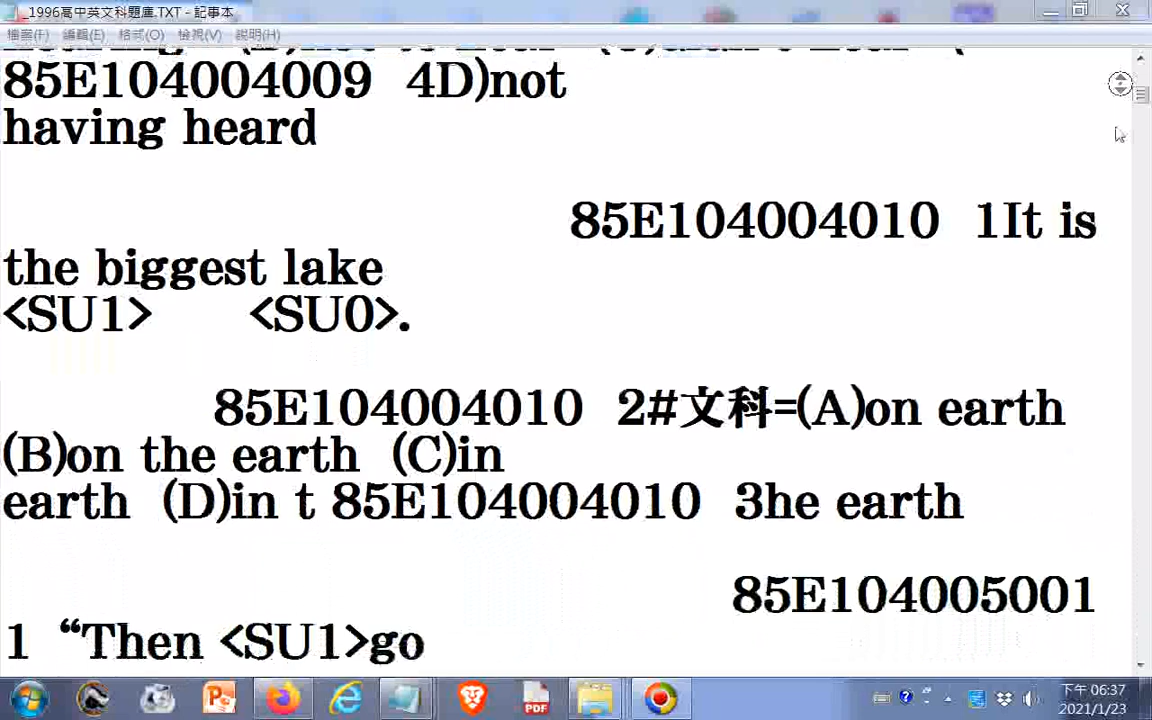 _1996高中英文科題庫.TXT - 記事本
檔案(F) 編輯(E) 格式(O) 檢視(V) 說明(H)
85E104004009 4D)not
having heard
85E104004010 1It is
the biggest lake
<SU1> <SU0>.
85E104004010 2#文科=(A)on earth
(B)on the earth (C)in
earth (D)in t 85E104004010 3he earth
85E104005001
1 “Then <SU1>go
PDF
下午 06:37
2021/1/23